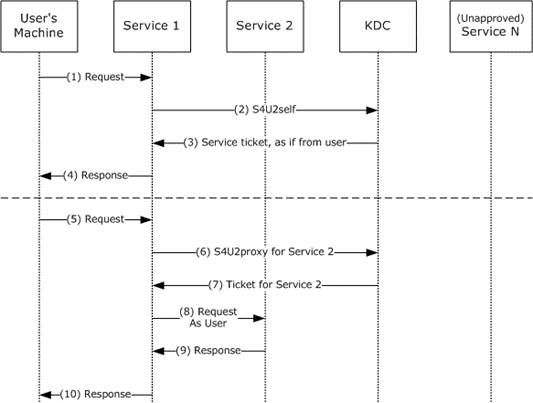 User's
Machine
Service 1
Service 2
KDC
(Unapproved)
Service N
(1) Request
(2) S4U2self
(3) Service ticket, as if from user
(4) Response
(5) Request
(6) S4U2proxy for Service 2
(7) Ticket for Service 2
(8) Request
As User
(9) Response
(10) Response